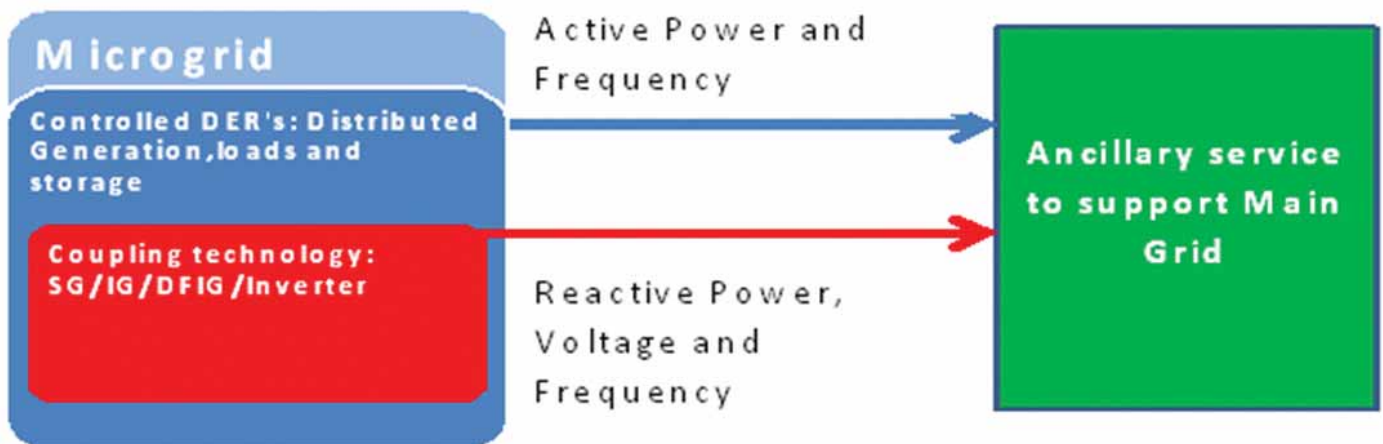 Microgrid
Controlled DER's: Distributed
Generation,loads and
storage
Coupling technology:
SG/IG/DFIG/Inverter
Active Power and
Frequency
Reactive Power,
Voltage and
Frequency
Ancillary service
to support Main
Grid